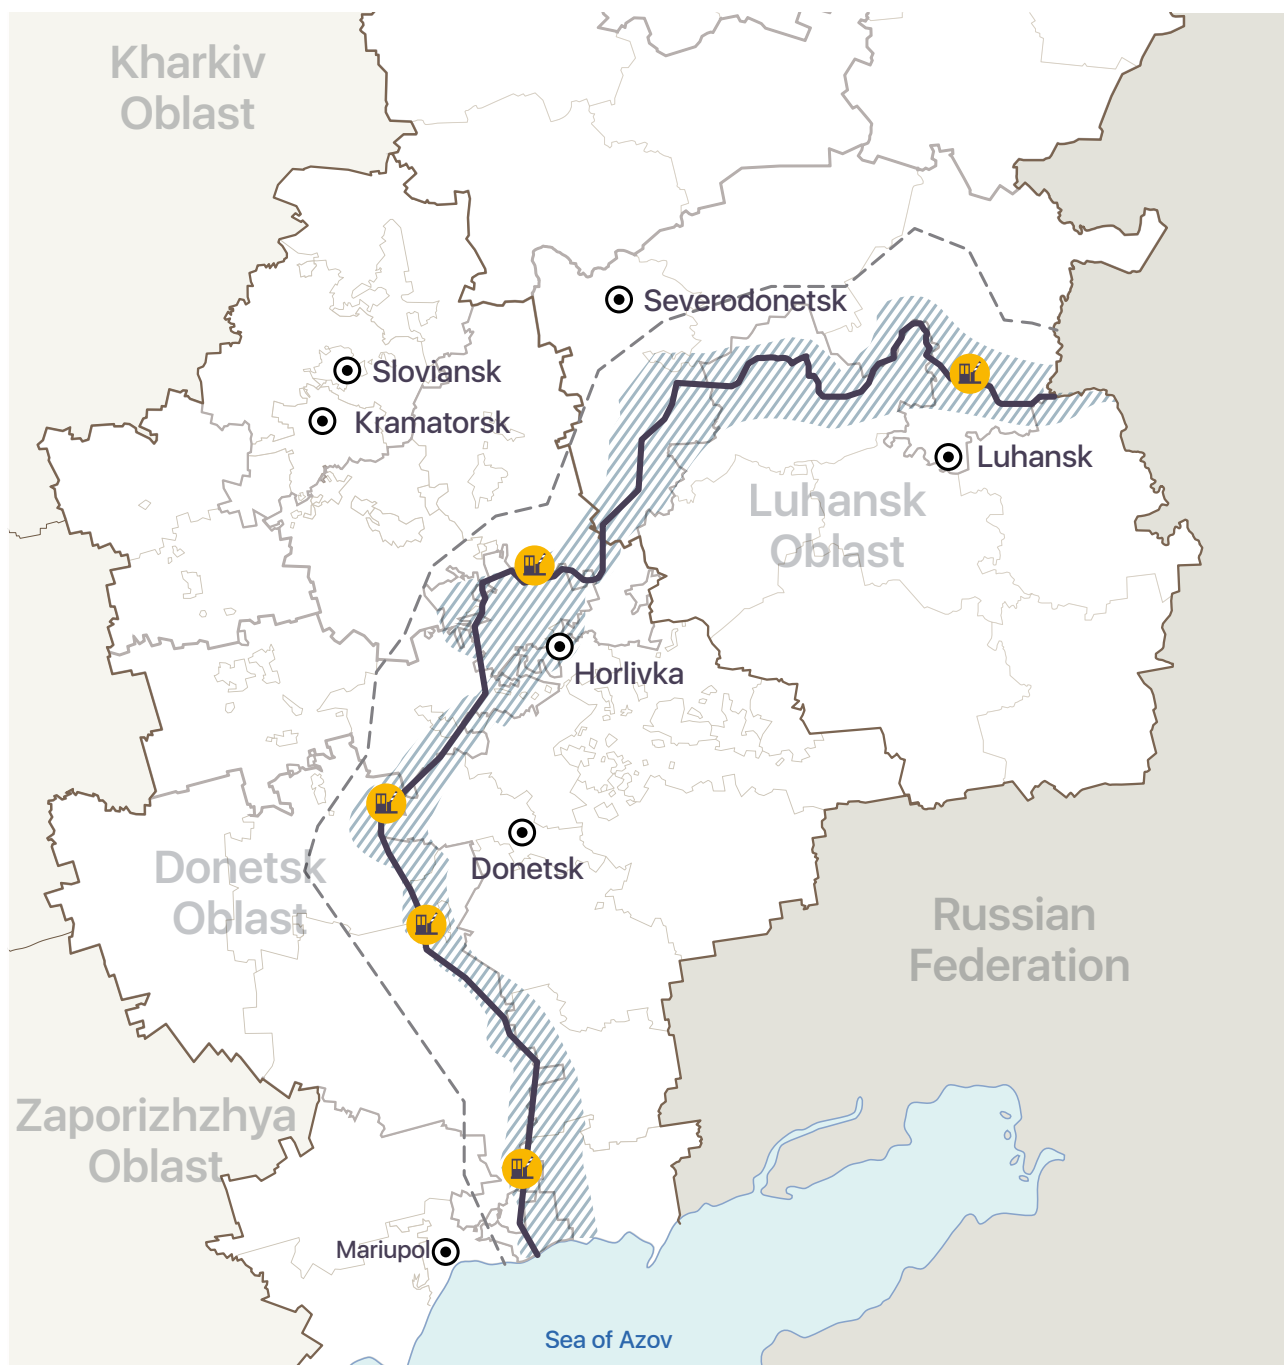 Kharkiv
Oblast
Severodonetsk
Sloviansk
Kramatorsk
Luhansk
Luhansk
Oblast
Horlivka
Donetsk
Oblast
Donetsk
Russian
Federation
Zaporizhzhya
Oblast
Mariupol
Sea of Azov